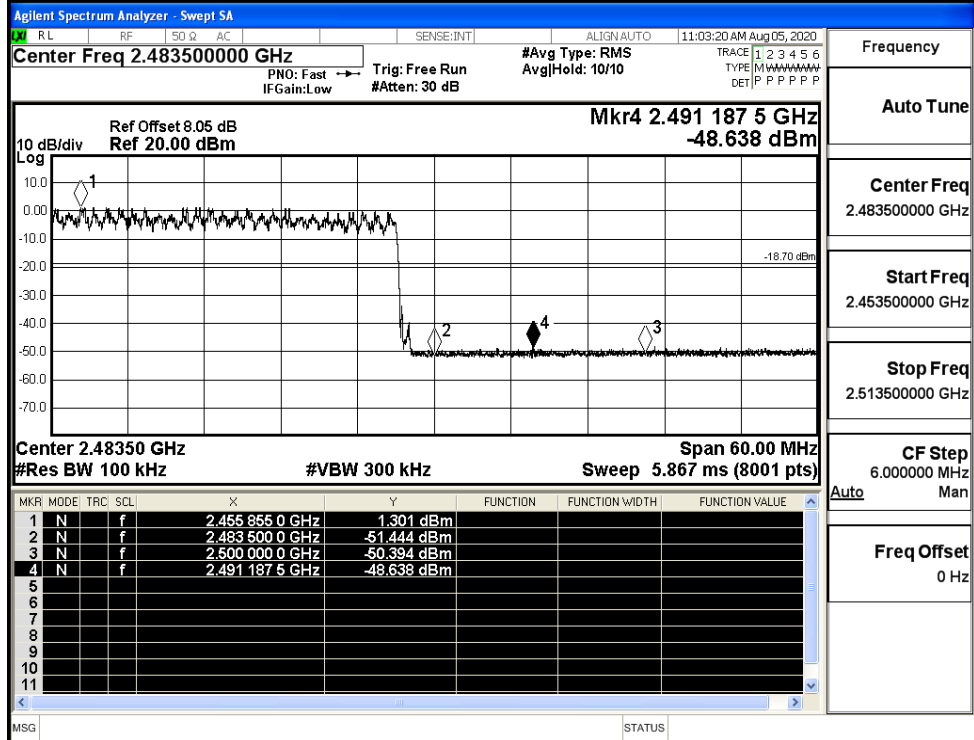 Agilent Spectrum Analyzer - Swept SA
LXI RL RF 50 Ω AC SENSE:INT ALIGNAUTO 11:03:20 AM Aug 05, 2020
Center Freq 2.483500000 GHz
PNO: Fast
IFGain:Low
Trig: Free Run
#Atten: 30 dB
#Avg Type: RMS
Avg|Hold: 10/10
TRACE 1 2 3 4 5 6
TYPE MWWWWW
DET P P P P P P
Mkr4 2.491 187 5 GHz
-48.638 dBm
Ref Offset 8.05 dB
10 dB/div Ref 20.00 dBm
Log
10.0
0.00
-10.0
-20.0
-30.0
-40.0
-50.0
-60.0
-70.0
1
2
4
3
-18.70 dBm
Center 2.48350 GHz Span 60.00 MHz
#Res BW 100 kHz #VBW 300 kHz Sweep 5.867 ms (8001 pts)
MKR MODE TRC SCL X Y FUNCTION FUNCTION WIDTH FUNCTION VALUE
1 N f 2.455 855 0 GHz 1.301 dBm
2 N f 2.483 500 0 GHz -51.444 dBm
3 N f 2.500 000 0 GHz -50.394 dBm
4 N f 2.491 187 5 GHz -48.638 dBm
5
6
7
8
9
10
11
MSG STATUS
Frequency
Auto Tune
Center Freq
2.483500000 GHz
Start Freq
2.453500000 GHz
Stop Freq
2.513500000 GHz
CF Step
6.000000 MHz
Auto Man
Freq Offset
0 Hz